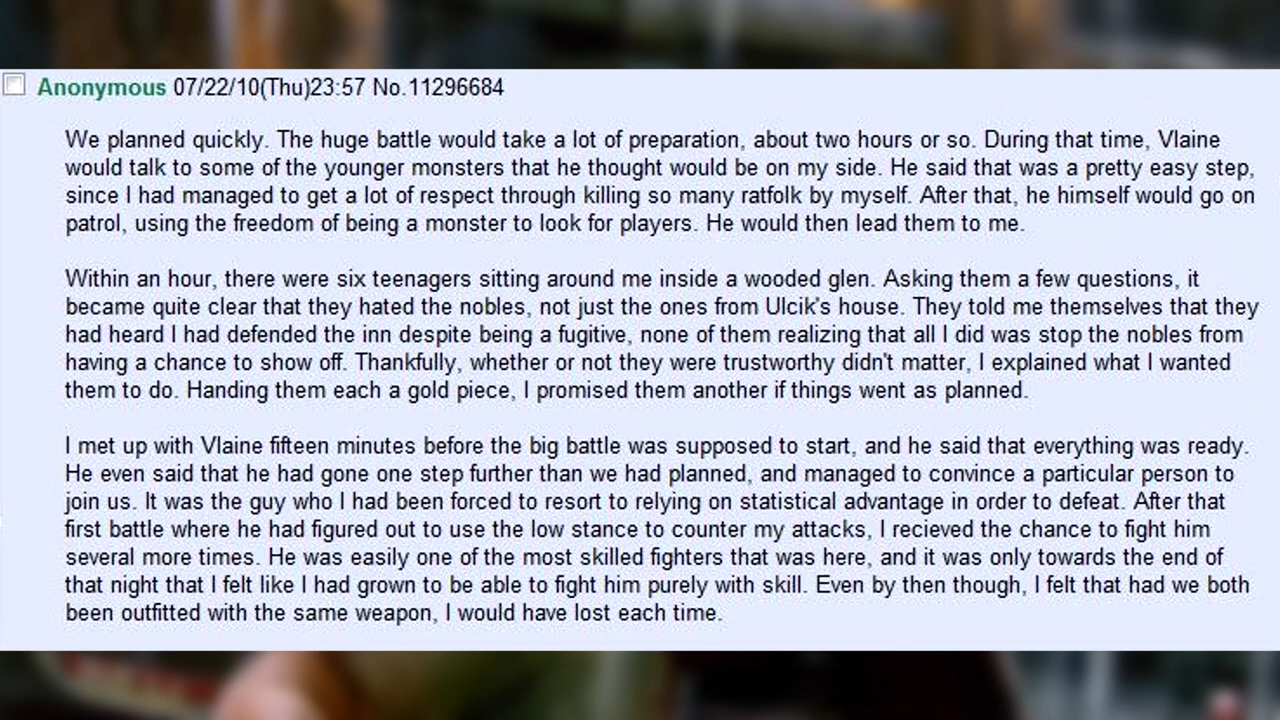 Anonymous 07/22/10(Thu)23:57 No.11296684
We planned quickly. The huge battle would take a lot of preparation, about two hours or so. During that time, Vlaine
would talk to some of the younger monsters that he thought would be on my side. He said that was a pretty easy step,
since I had managed to get a lot of respect through killing so many ratfolk by myself. After that, he himself would go on
patrol, using the freedom of being a monster to look for players. He would then lead them to me.
Within an hour, there were six teenagers sitting around me inside a wooded glen. Asking them a few questions, it
became quite clear that they hated the nobles, not just the ones from Ulcik's house. They told me themselves that they
had heard I had defended the inn despite being a fugitive, none of them realizing that all I did was stop the nobles from
having a chance to show off. Thankfully, whether or not they were trustworthy didn't matter, I explained what I wanted
them to do. Handing them each a gold piece, I promised them another if things went as planned.
I met up with Vlaine fifteen minutes before the big battle was supposed to start, and he said that everything was ready.
He even said that he had gone one step further than we had planned, and managed to convince a particular person to
join us. It was the guy who I had been forced to resort to relying on statistical advantage in order to defeat. After that
first battle where he had figured out to use the low stance to counter my attacks, I recieved the chance to fight him
several more times. He was easily one of the most skilled fighters that was here, and it was only towards the end of
that night that I felt like I had grown to be able to fight him purely with skill. Even by then though, I felt that had we both
been outfitted with the same weapon, I would have lost each time.